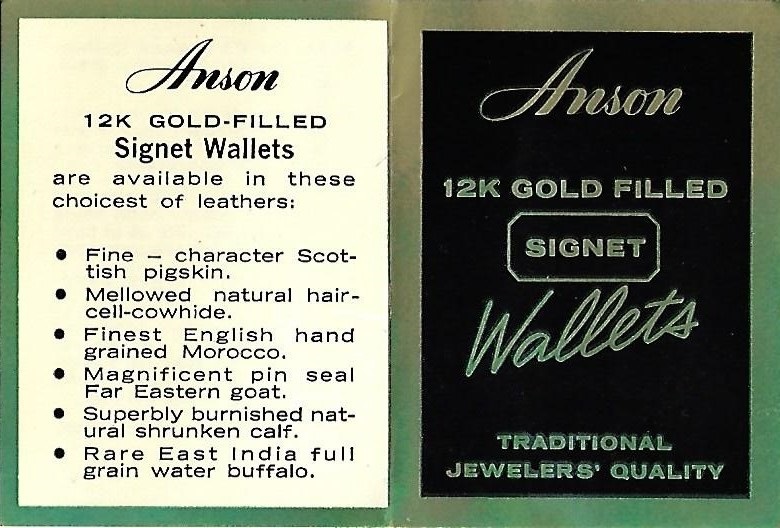 Anson
12K GOLD-FILLED
Signet Wallets
are available in these
choicest of leathers:
• Fine – character Scot-
tish pigskin.
• Mellowed natural hair-
cell-cowhide.
• Finest English hand
grained Morocco.
• Magnificent pin seal
Far Eastern goat.
• Superbly burnished nat-
ural shrunken calf.
• Rare East India full
grain water buffalo.
Anson
12K GOLD FILLED
SIGNET
Wallets
TRADITIONAL
JEWELERS' QUALITY